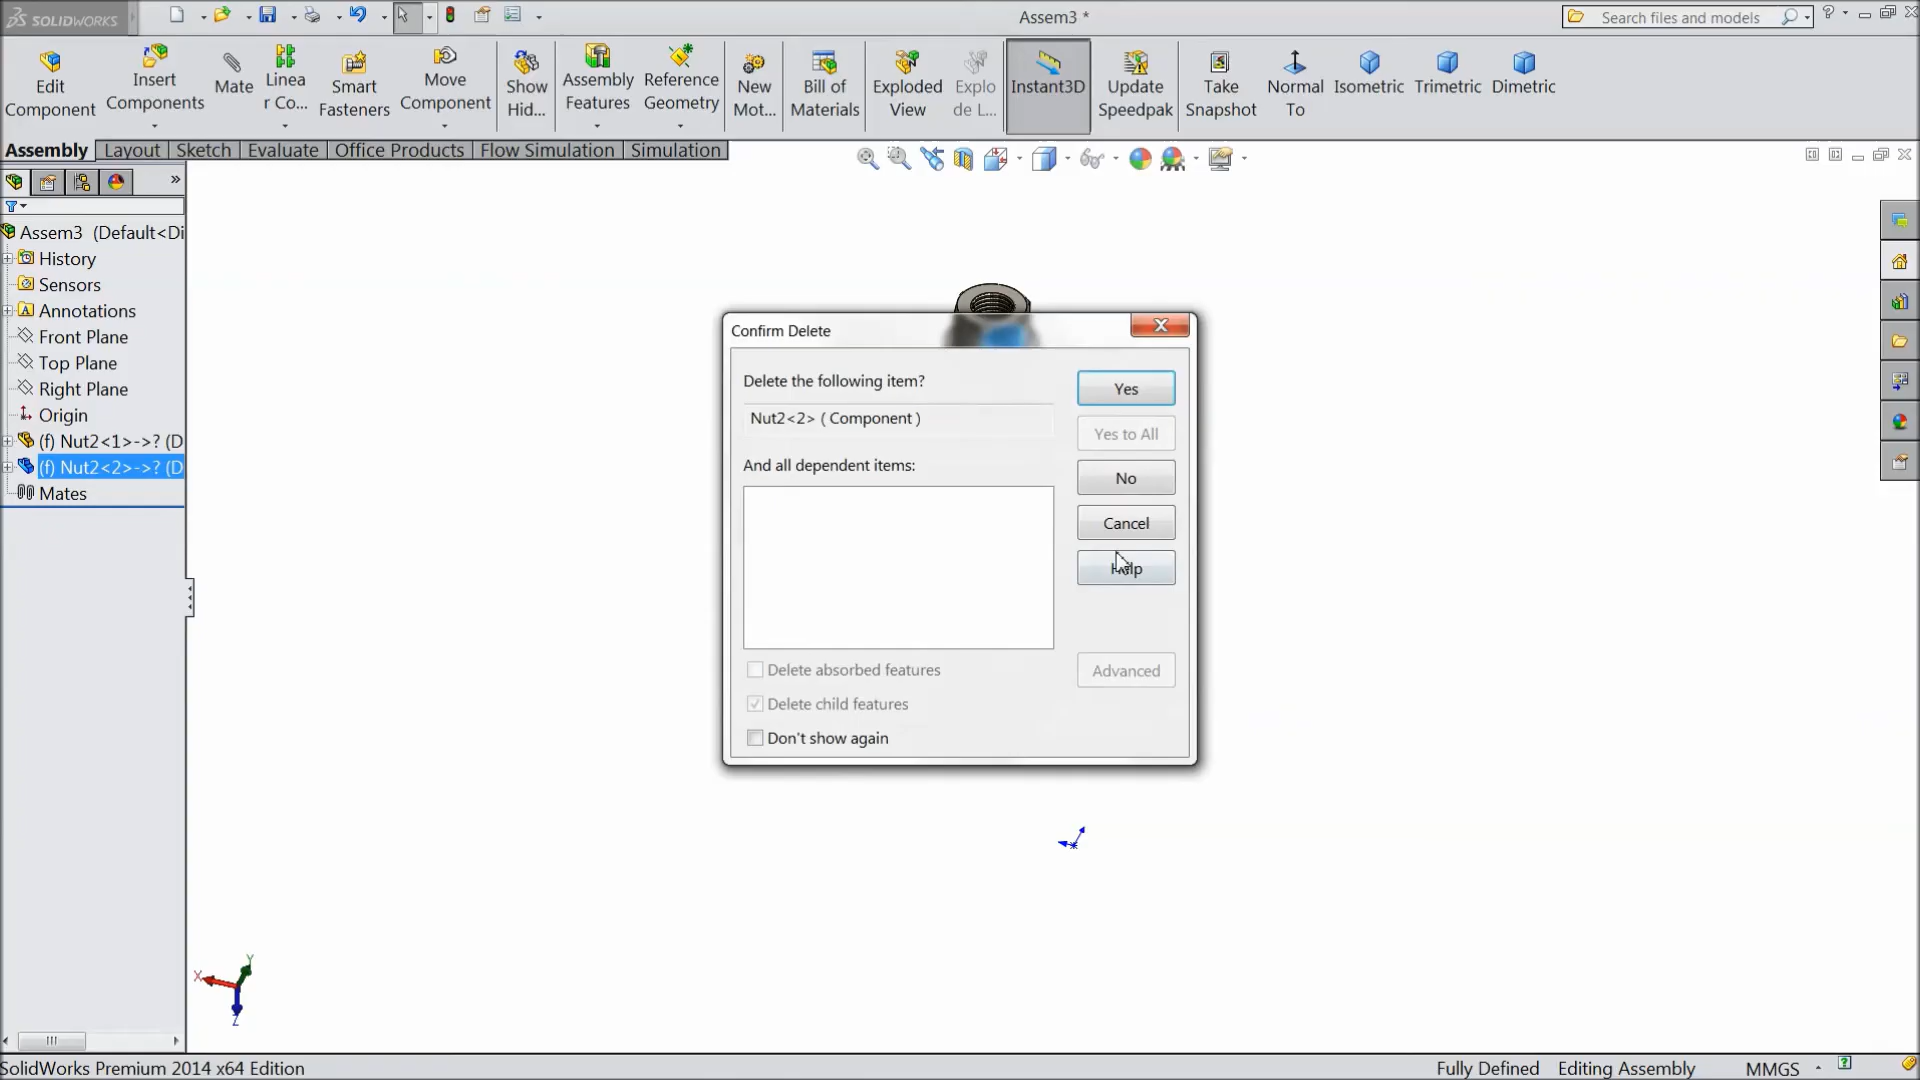 SOLIDWORKS
Assem3 *
Search files and models
Edit Component
Insert Components
Mate
Linea r Co...
Smart Fasteners
Move Component
Show Hid...
Assembly Features
Reference Geometry
New Mot...
Bill of Materials
Exploded View
Explo de L...
Instant3D
Update Speedpak
Take Snapshot
Normal To
Isometric
Trimetric
Dimetric
Assembly
Layout
Sketch
Evaluate
Office Products
Flow Simulation
Simulation
Assem3 (Default<Di
History
Sensors
Annotations
Front Plane
Top Plane
Right Plane
Origin
(f) Nut2<1>->? (D
(f) Nut2<2>->? (D
Mates
Confirm Delete
Delete the following item?
Nut2<2> ( Component )
And all dependent items:
Yes
Yes to All
No
Cancel
Help
Advanced
Delete absorbed features
Delete child features
Don't show again
Y
X
Z
SolidWorks Premium 2014 x64 Edition
Fully Defined
Editing Assembly
MMGS